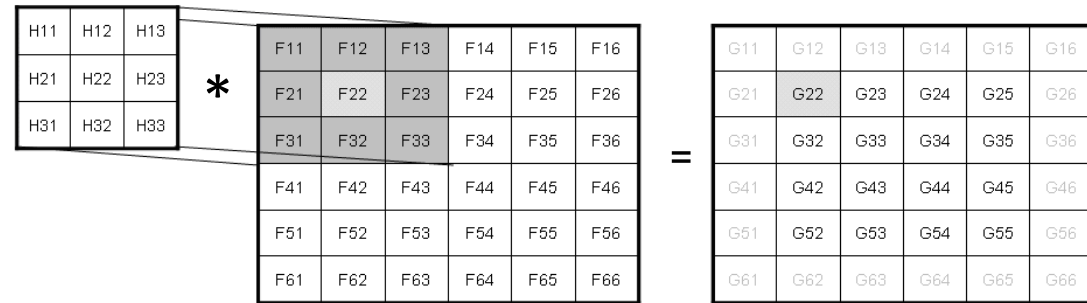 H11 H12 H13
H21 H22 H23
H31 H32 H33
*
F11 F12 F13 F14 F15 F16
F21 F22 F23 F24 F25 F26
F31 F32 F33 F34 F35 F36
F41 F42 F43 F44 F45 F46
F51 F52 F53 F54 F55 F56
F61 F62 F63 F64 F65 F66
=
G11 G12 G13 G14 G15 G16
G21 G22 G23 G24 G25 G26
G31 G32 G33 G34 G35 G36
G41 G42 G43 G44 G45 G46
G51 G52 G53 G54 G55 G56
G61 G62 G63 G64 G65 G66